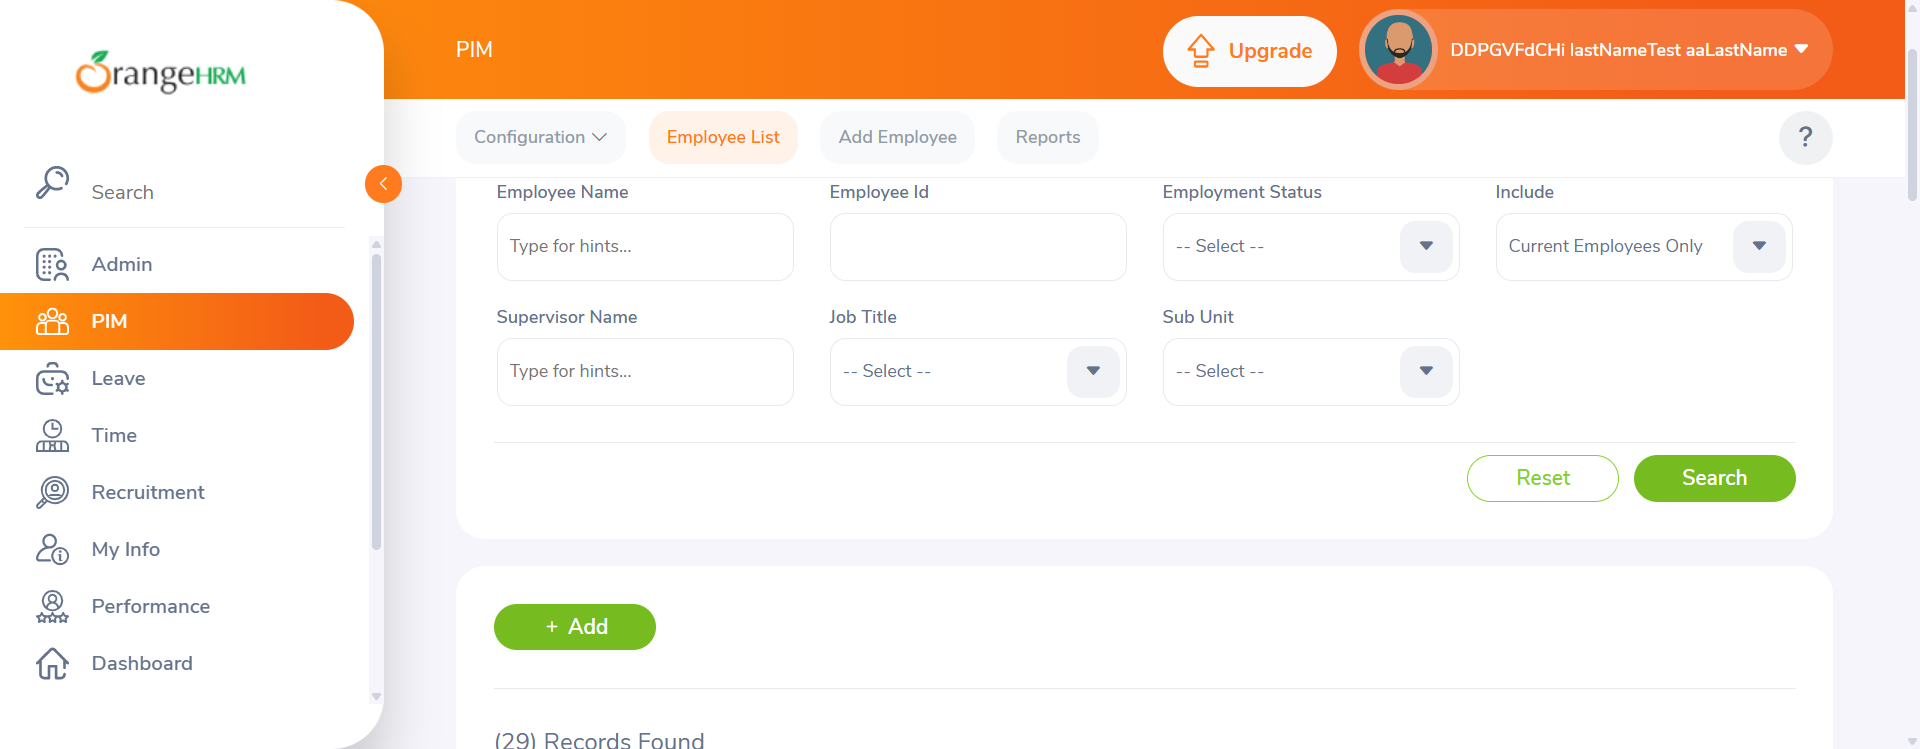 OrangeHRM
PIM
Upgrade
DDPGVFdCHi lastNameTest aaLastName
Configuration
Employee List
Add Employee
Reports
?
Search
Admin
PIM
Leave
Time
Recruitment
My Info
Performance
Dashboard
Employee Name
Employee Id
Employment Status
Include
Type for hints...
-- Select --
Current Employees Only
Supervisor Name
Job Title
Sub Unit
Type for hints...
-- Select --
-- Select --
Reset
Search
+ Add
(29) Records Found